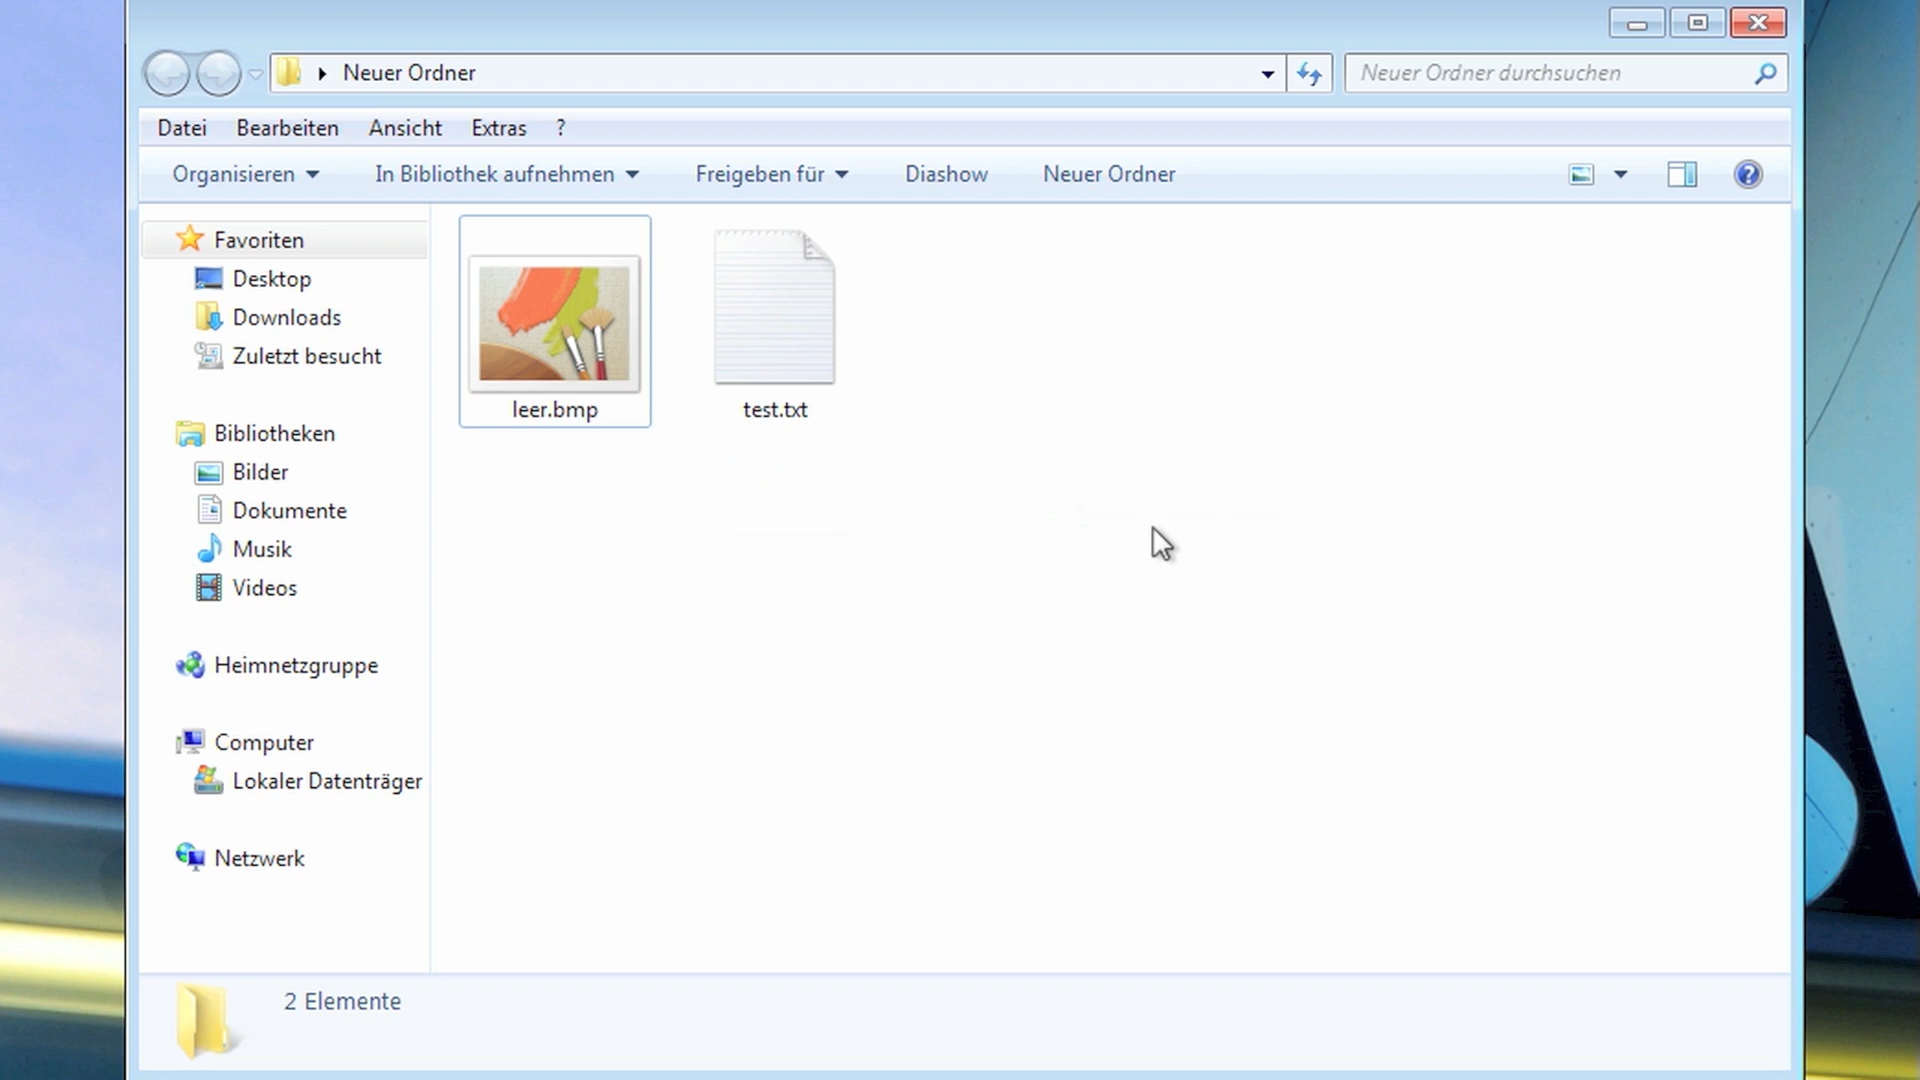 Neuer Ordner
Neuer Ordner durchsuchen
Datei Bearbeiten Ansicht Extras ?
Organisieren In Bibliothek aufnehmen Freigeben für Diashow Neuer Ordner
Favoriten
Desktop
Downloads
Zuletzt besucht
Bibliotheken
Bilder
Dokumente
Musik
Videos
Heimnetzgruppe
Computer
Lokaler Datenträger
Netzwerk
leer.bmp
test.txt
2 Elemente